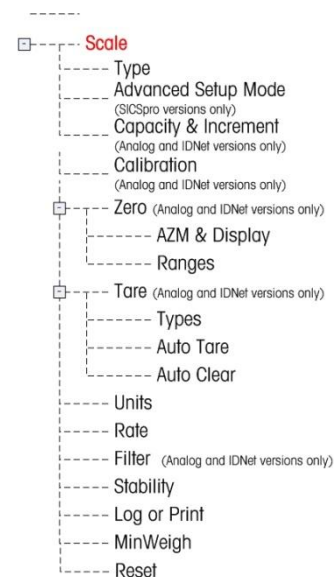 Scale
Type
Advanced Setup Mode
(SICSpro versions only)
Capacity & Increment
(Analog and IDNet versions only)
Calibration
(Analog and IDNet versions only)
Zero (Analog and IDNet versions only)
AZM & Display
Ranges
Tare (Analog and IDNet versions only)
Types
Auto Tare
Auto Clear
Units
Rate
Filter (Analog and IDNet versions only)
Stability
Log or Print
MinWeigh
Reset